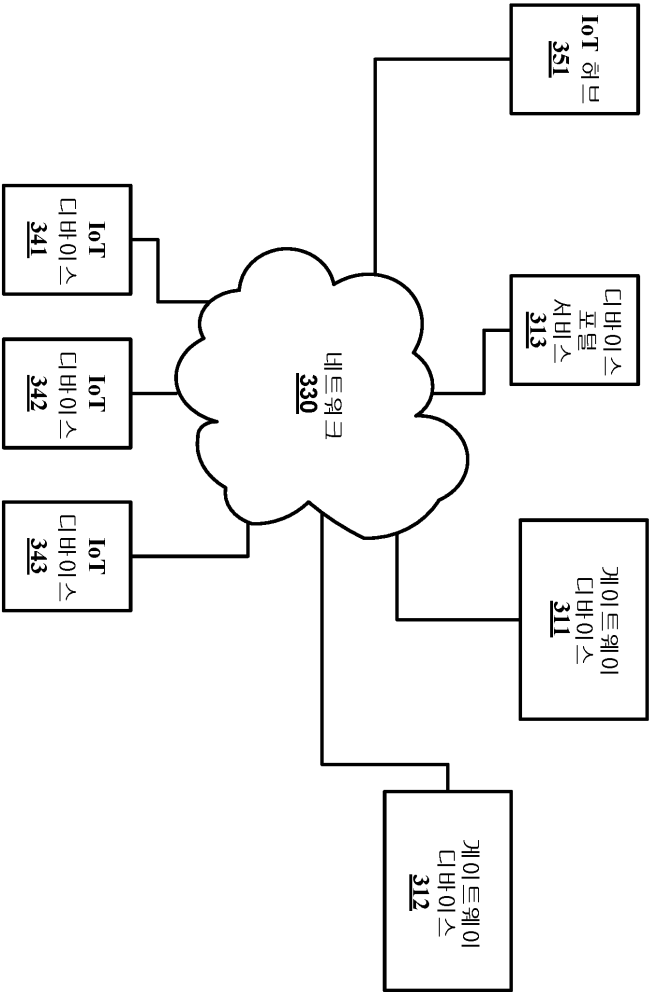 IoT 허브
351
디바이스
포털
서비스
313
게이트웨이
디바이스
311
게이트웨이
디바이스
312
네트워크
330
IoT
디바이스
341
IoT
디바이스
342
IoT
디바이스
343